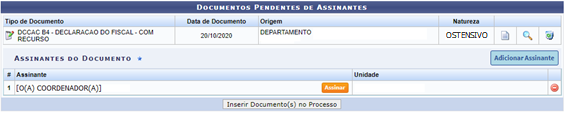 DOCUMENTOS PENDENTES DE ASSINANTES
Tipo do Documento Data de Documento Origem Natureza
DCCAC B4 - DECLARACAO DO FISCAL - COM RECURSO 20/10/2020 DEPARTAMENTO OSTENSIVO
ASSINANTES DO DOCUMENTO ★ Adicionar Assinante
# Assinante Unidade
1 [O(A) COORDENADOR(A)] Assinar
Inserir Documento(s) no Processo